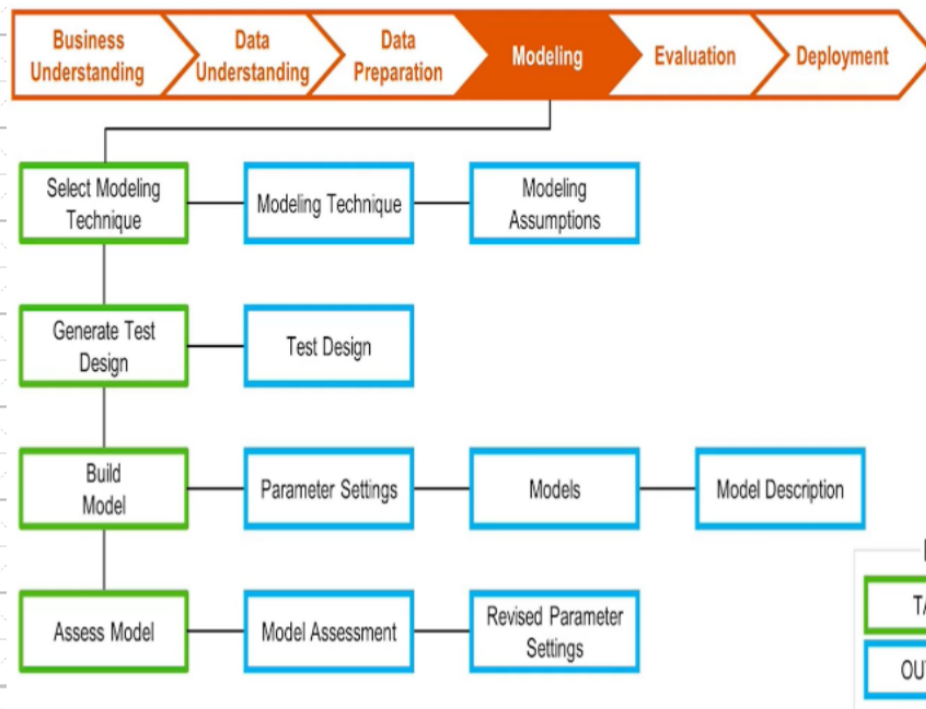 Business
Understanding
Data
Understanding
Data
Preparation
Modeling
Evaluation
Deployment
Select Modeling
Technique
Modeling Technique
Modeling
Assumptions
Generate Test
Design
Test Design
Build
Model
Parameter Settings
Models
Model Description
Assess Model
Model Assessment
Revised Parameter
Settings